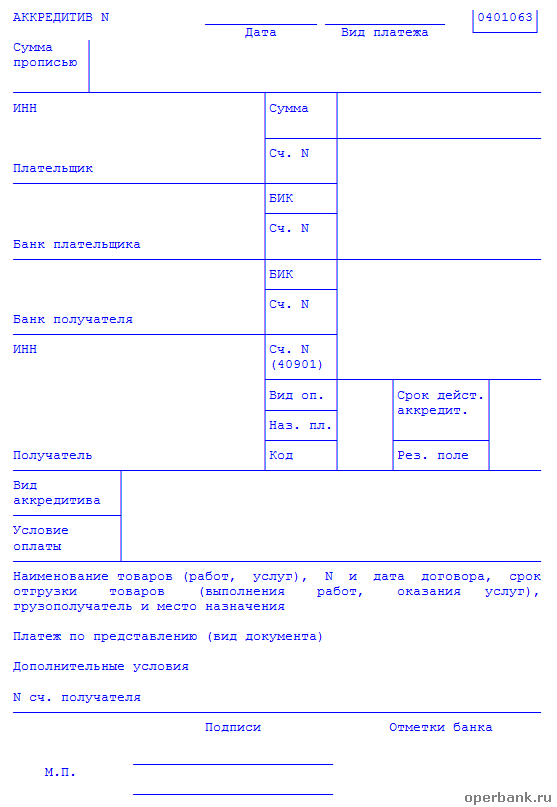 АККРЕДИТИВ N 0401063
Дата Вид платежа
Сумма
прописью
ИНН Сумма
Сч. N
Плательщик
БИК
Сч. N
Банк плательщика
БИК
Сч. N
Банк получателя
ИНН Сч. N
(40901)
Вид оп. Срок дейст.
аккредит.
Наз. пл.
Получатель Код Рез. поле
Вид
аккредитива
Условие
оплаты
Наименование товаров (работ, услуг), N и дата договора, срок
отгрузки товаров (выполнения работ, оказания услуг),
грузополучатель и место назначения
Платеж по представлению (вид документа)
Дополнительные условия
N сч. получателя
Подписи Отметки банка
М.П.
operbank.ru